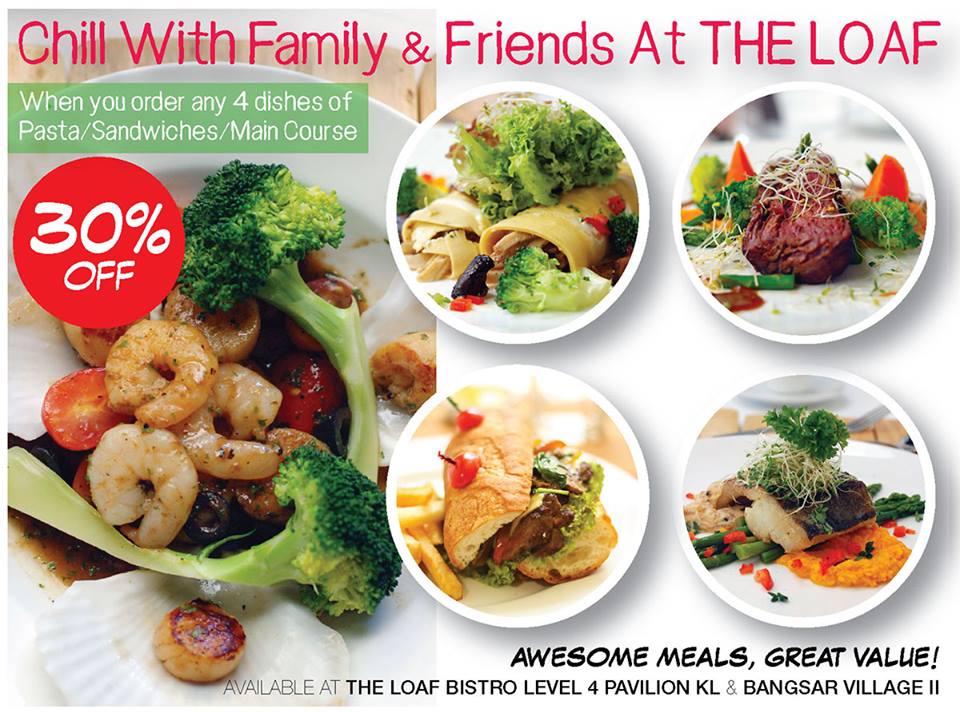 Chill With Family & Friends At THE LOAF
When you order any 4 dishes of
Pasta/Sandwiches/Main Course
30%
OFF
AWESOME MEALS, GREAT VALUE!
AVAILABLE AT THE LOAF BISTRO LEVEL 4 PAVILION KL & BANGSAR VILLAGE II